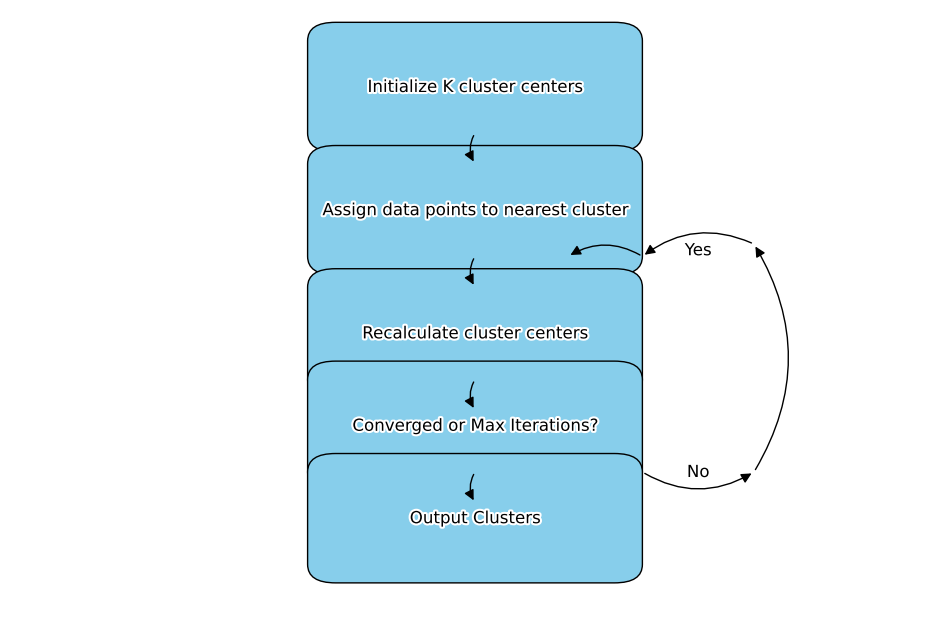 Initialize K cluster centers
Assign data points to nearest cluster
Yes
Recalculate cluster centers
Converged or Max Iterations?
No
Output Clusters